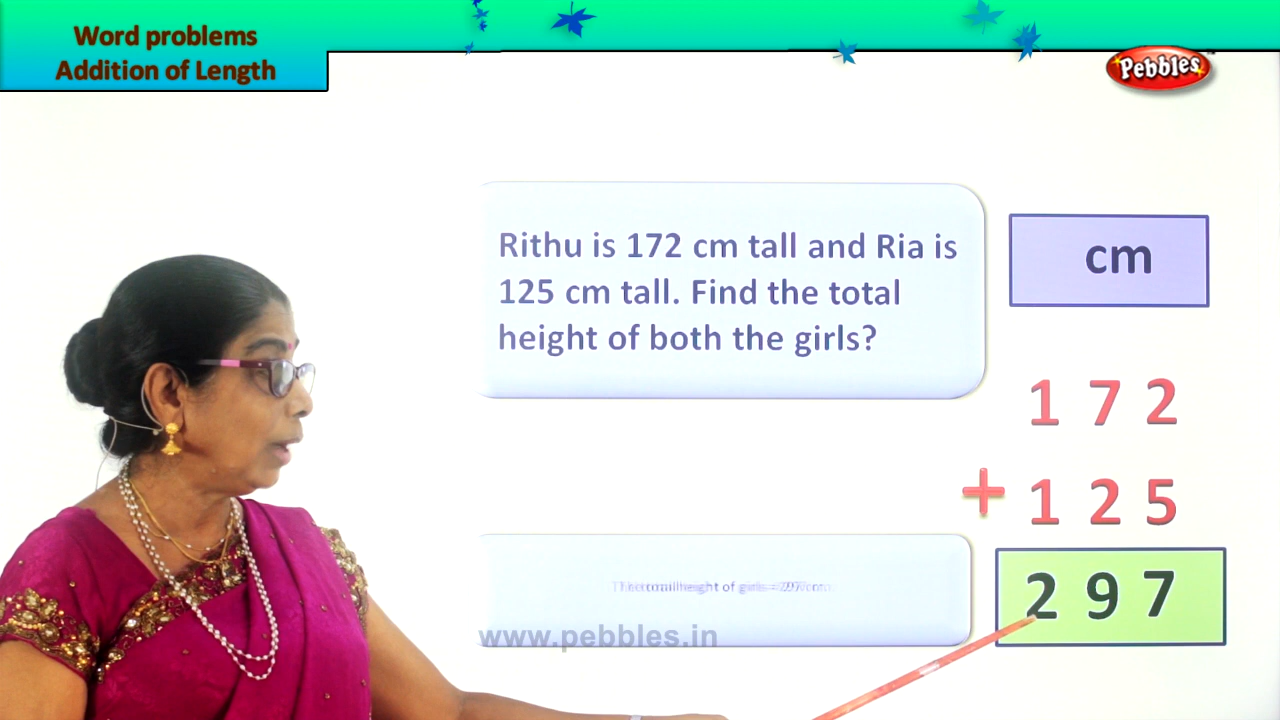 Word problems
Addition of Length
Pebbles
Rithu is 172 cm tall and Ria is
125 cm tall. Find the total
height of both the girls?
cm
1 7 2
+ 1 2 5
2 9 7
www.pebbles.in